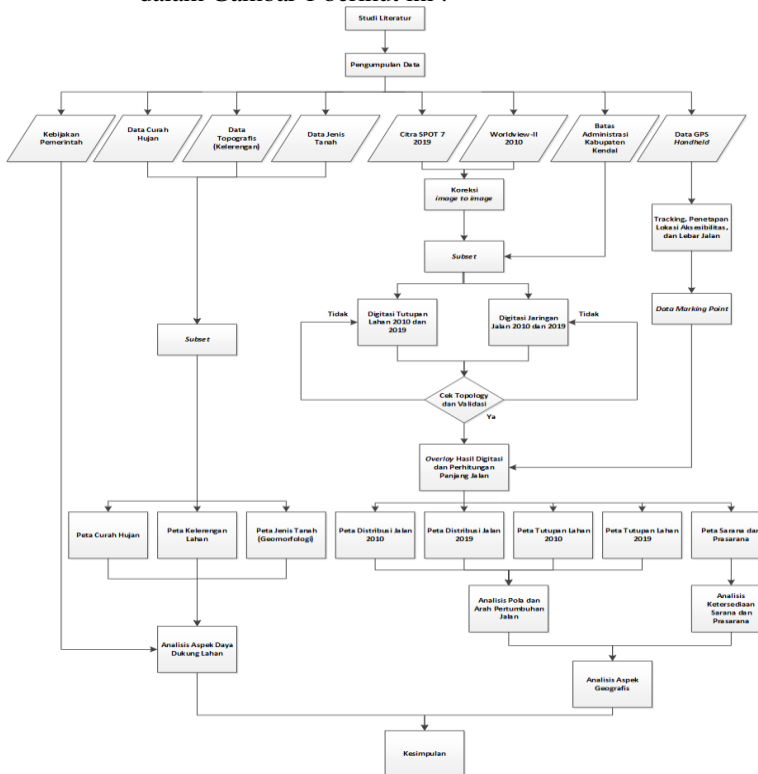 dalam Gambar 1 berikut ini :
Studi Literatur
Pengumpulan Data
Kebijakan
Pemerintah
Data Curah
Hujan
Data
Topografis
(Kelerengan)
Data Jenis
Tanah
Citra SPOT 7
2019
Worldview-II
2010
Batas
Administrasi
Kabupaten
Kendal
Data GPS
Handheld
Koreksi
image to image
Tracking, Penetapan
Lokasi Aksesibilitas,
dan Lebar Jalan
Subset
Tidak
Digitasi Tutupan
Lahan 2010 dan
2019
Digitasi Jaringan
Jalan 2010 dan 2019
Tidak
Data Marking Point
Subset
Cek Topology
dan Validasi
Ya
Overlay Hasil Digitasi
dan Perhitungan
Panjang Jalan
Peta Curah Hujan
Peta Kelerengan
Lahan
Peta Jenis Tanah
(Geomorfologi)
Peta Distribusi Jalan
2010
Peta Distribusi Jalan
2019
Peta Tutupan Lahan
2010
Peta Tutupan Lahan
2019
Peta Sarana dan
Prasarana
Analisis Pola dan
Arah Pertumbuhan
Jalan
Analisis
Ketersediaan
Sarana dan
Prasarana
Analisis Aspek Daya
Dukung Lahan
Analisis Aspek
Geografis
Kesimpulan